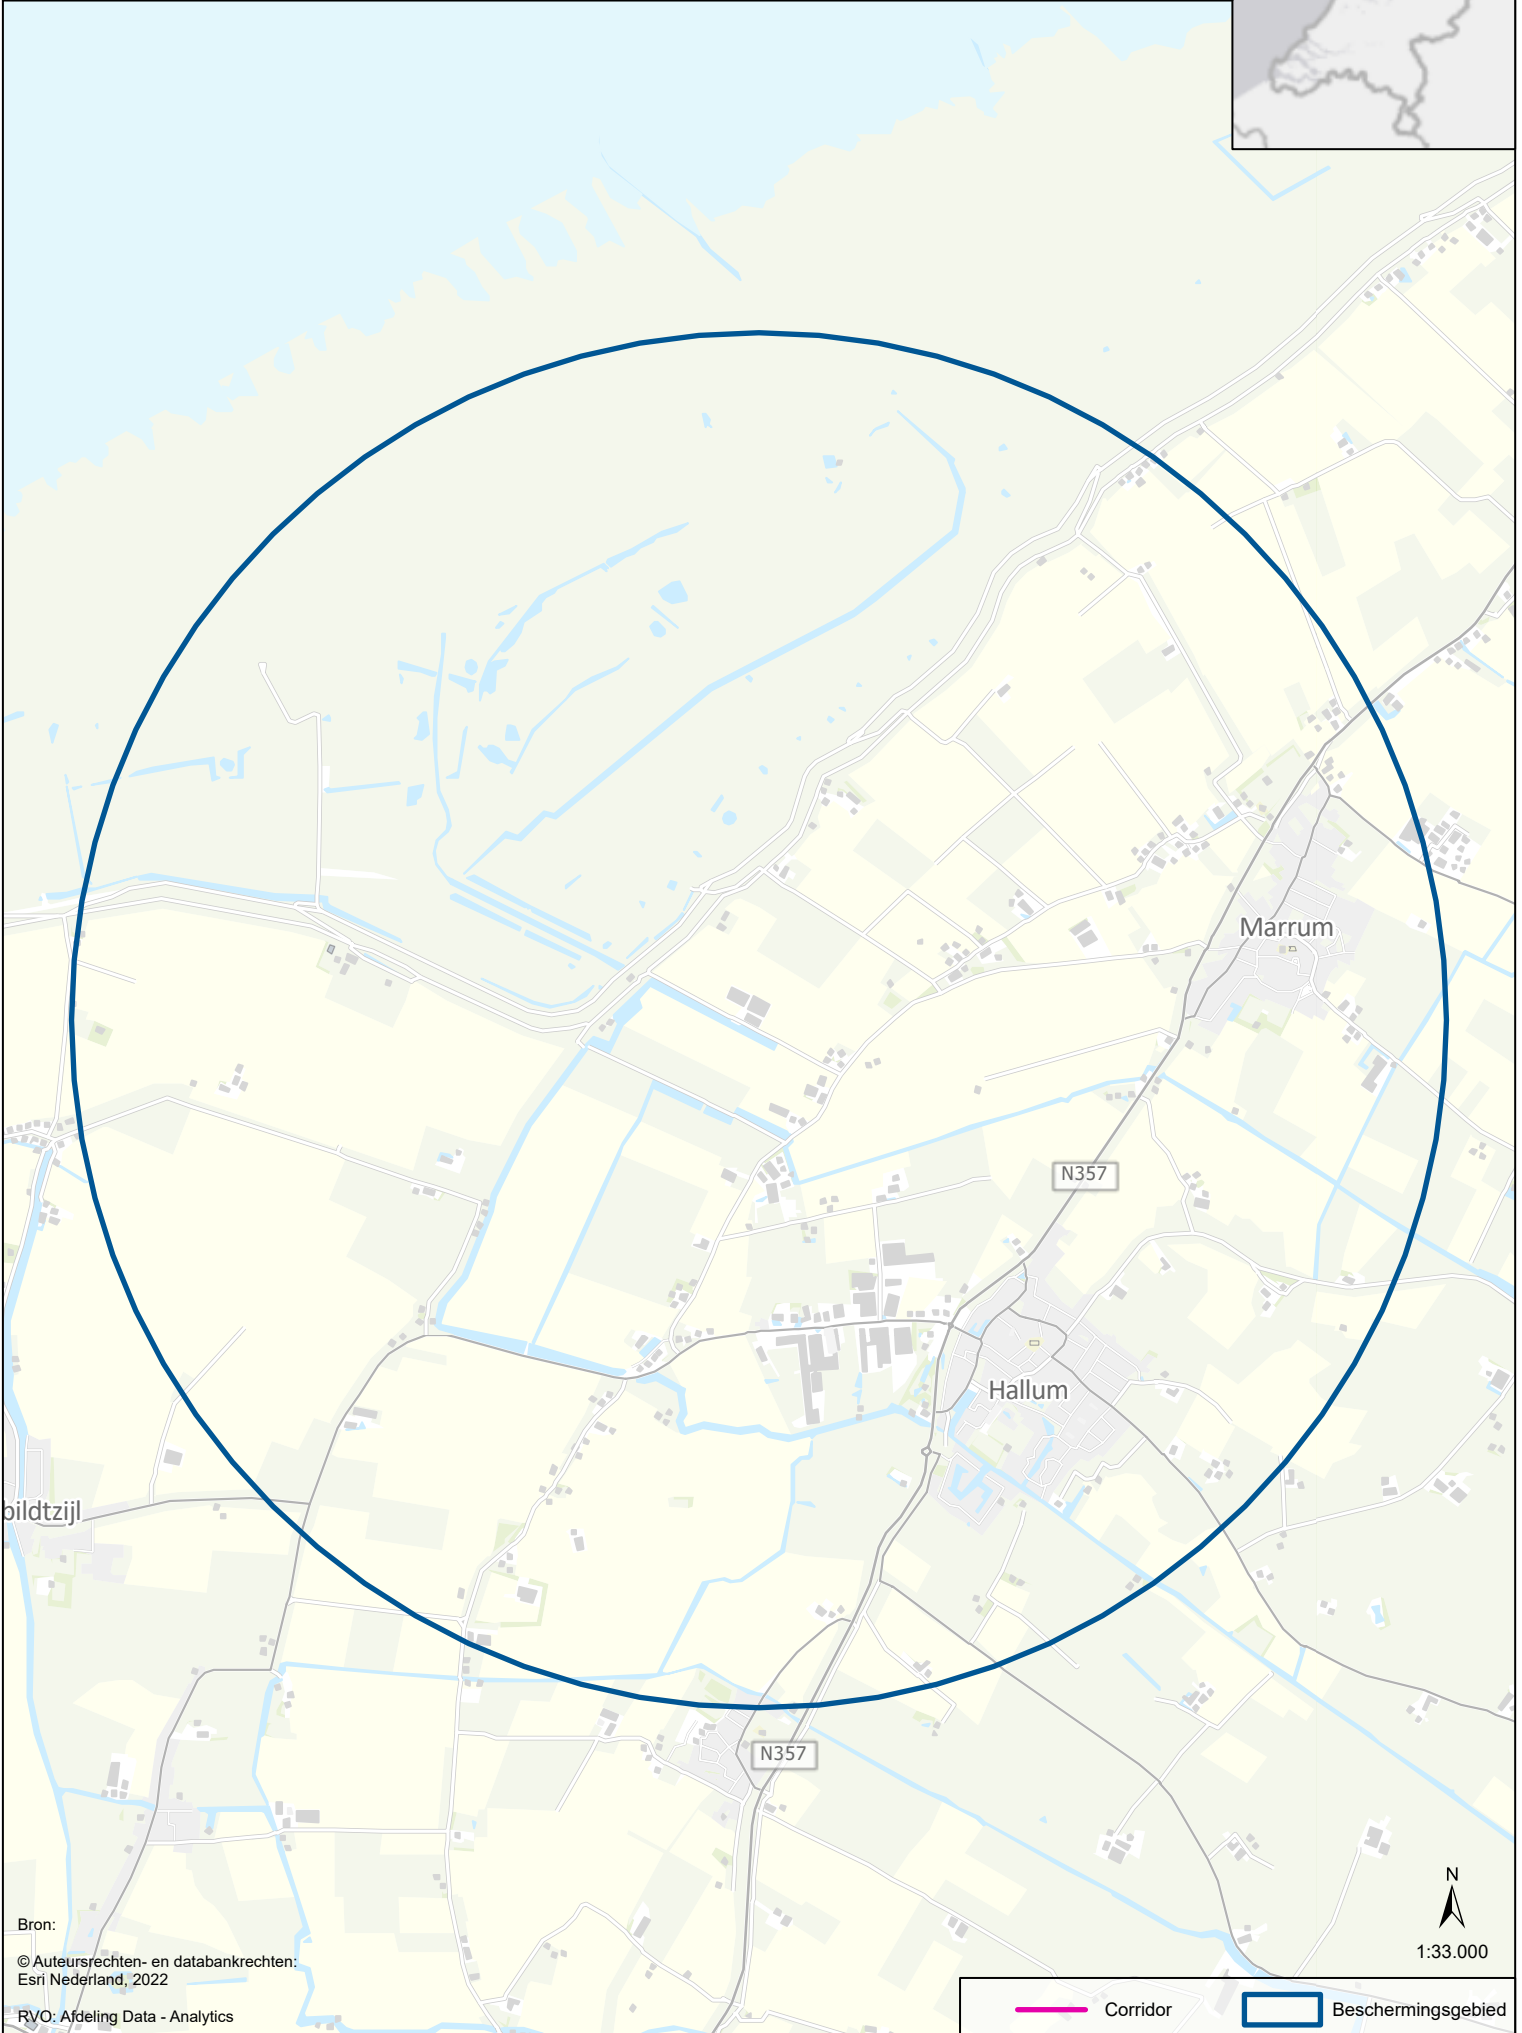 Marrum
N357
Hallum
bildtzijl
N357
N
1:33.000
Bron:
© Auteursrechten- en databankrechten:
Esri Nederland, 2022
RVO: Afdeling Data - Analytics
Corridor
Beschermingsgebied